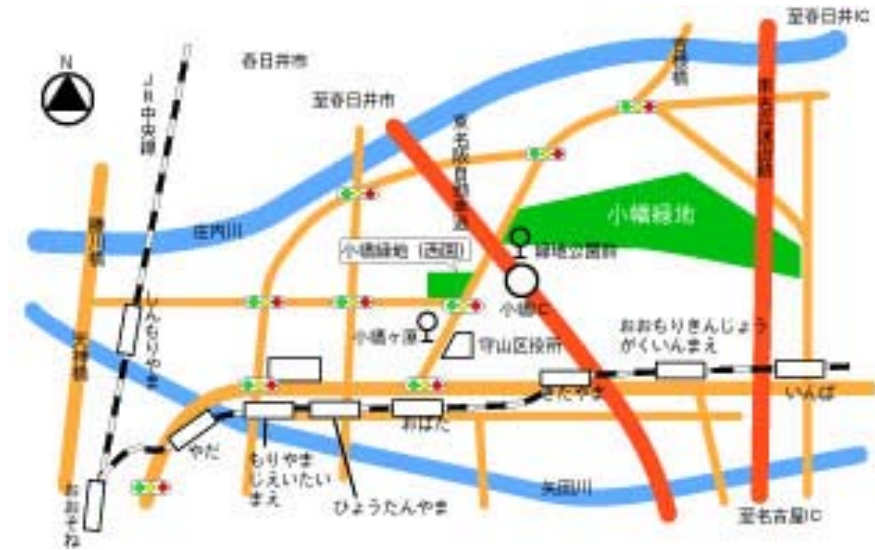 至春日井IC
春日井市
N
至春日井市
JR中央線
東名阪自動車道
小幡緑地
勝川橋
庄内川
小幡緑地（西園）
緑地公園前
しんもりやま
小幡IC
小幡ヶ原
守山区役所
おおもりきんじょう
がくいんまえ
天神橋
きたやま
いんば
おばた
やだ
もりやま
じえいたい
まえ
ひょうたんやま
矢田川
おおぞね
至名古屋IC